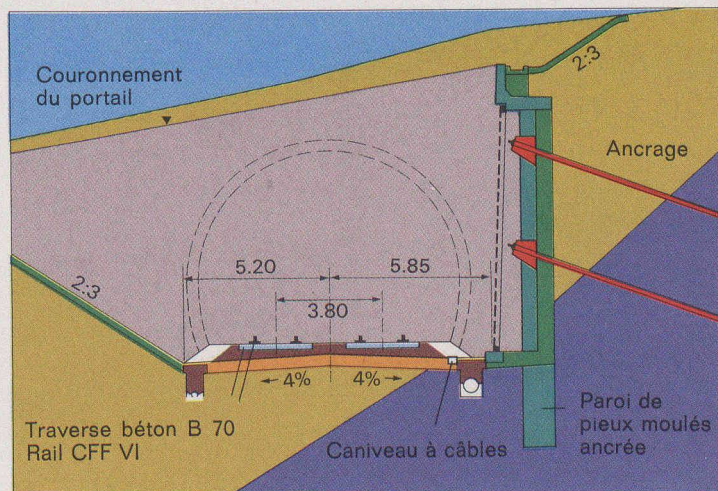 Couronnement
du portail
2:3
Ancrage
5.20
5.85
3.80
2:3
4%
4%
Traverse béton B 70
Rail CFF VI
Caniveau à câbles
Paroi de
pieux moulés
ancrée